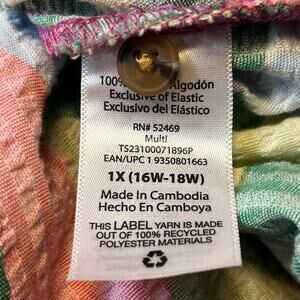 100% Algodón
Exclusive of Elastic
Exclusivo del Elástico
RN# 52469
Multi
TS23100071896P
EAN/UPC 1 9350801663
1X (16W-18W)
Made In Cambodia
Hecho En Camboya
THIS LABEL YARN IS MADE
OUT OF 100% RECYCLED
POLYESTER MATERIALS